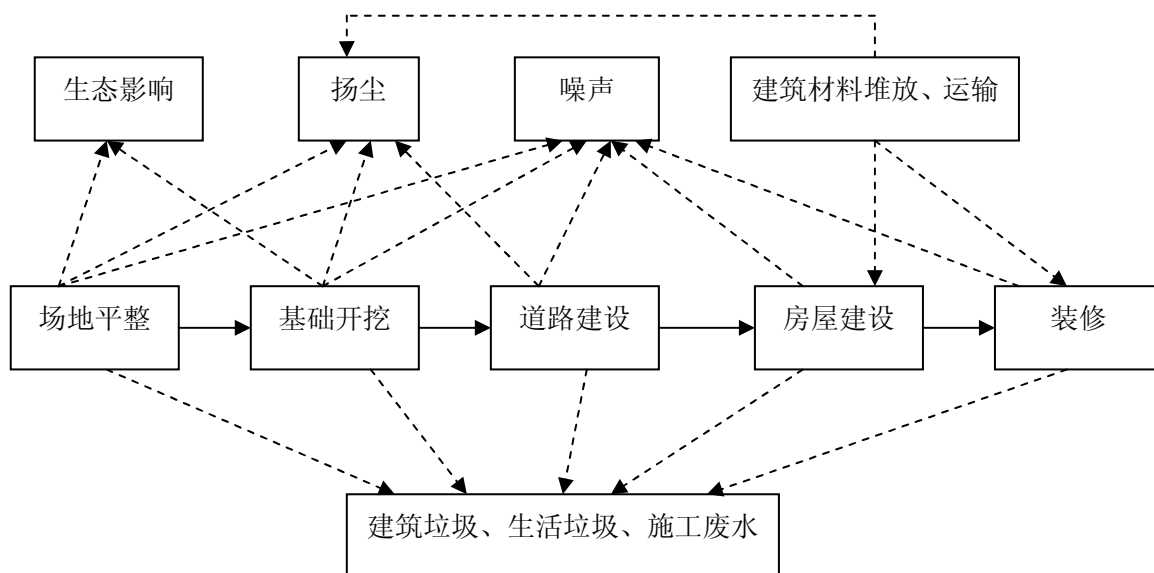 生态影响
扬尘
噪声
建筑材料堆放、运输
场地平整
基础开挖
道路建设
房屋建设
装修
建筑垃圾、生活垃圾、施工废水